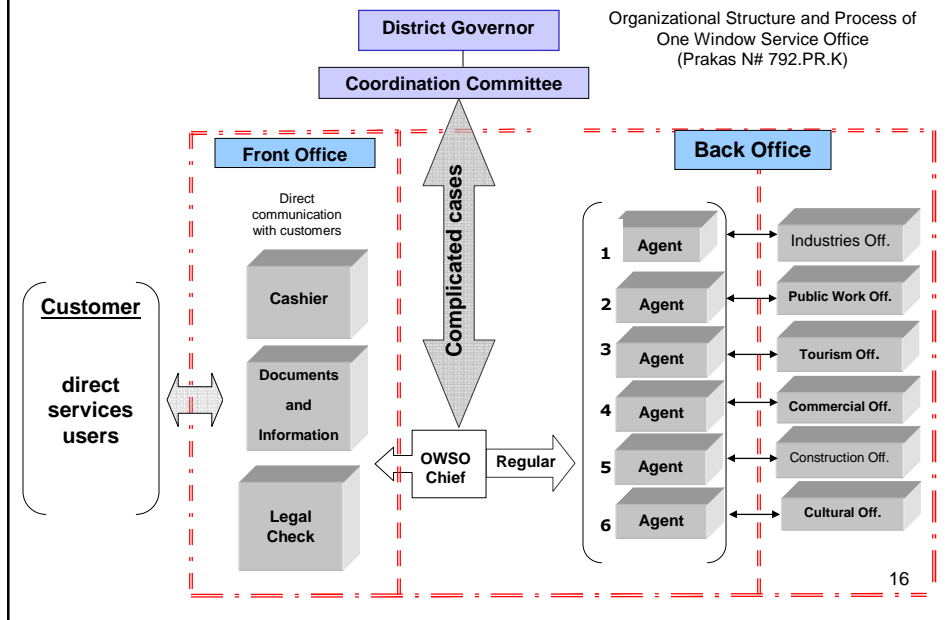 District Governor
Organizational Structure and Process of
One Window Service Office
(Prakas N# 792.PR.K)
Coordination Committee
Front Office
Back Office
Direct
communication
with customers
Complicated cases
Customer
direct
services
users
Cashier
Documents
and
Information
Legal
Check
OWSO
Chief
Regular
1 Agent
Industries Off.
2 Agent
Public Work Off.
3 Agent
Tourism Off.
4 Agent
Commercial Off.
5 Agent
Construction Off.
6 Agent
Cultural Off.
16